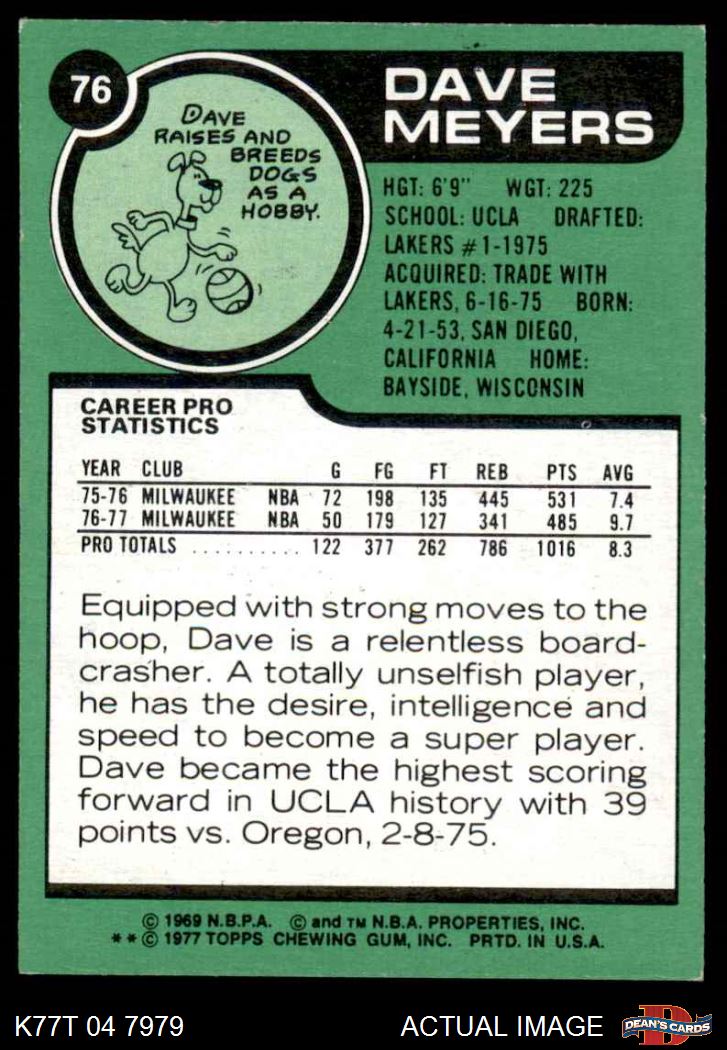 76
DAVE
RAISES AND
BREEDS
DOGS
AS A
HOBBY.
DAVE
MEYERS
HGT: 6'9" WGT: 225
SCHOOL: UCLA DRAFTED:
LAKERS #1-1975
ACQUIRED: TRADE WITH
LAKERS, 6-16-75 BORN:
4-21-53, SAN DIEGO,
CALIFORNIA HOME:
BAYSIDE, WISCONSIN
CAREER PRO
STATISTICS
YEAR CLUB G FG FT REB PTS AVG
75-76 MILWAUKEE NBA 72 198 135 445 531 7.4
76-77 MILWAUKEE NBA 50 179 127 341 485 9.7
PRO TOTALS .......... 122 377 262 786 1016 8.3
Equipped with strong moves to the
hoop, Dave is a relentless board-
crasher. A totally unselfish player,
he has the desire, intelligence and
speed to become a super player.
Dave became the highest scoring
forward in UCLA history with 39
points vs. Oregon, 2-8-75.
© 1969 N.B.P.A. © and TM N.B.A. PROPERTIES, INC.
**© 1977 TOPPS CHEWING GUM, INC. PRTD. IN U.S.A.
K77T 04 7979 ACTUAL IMAGE
D
DEAN'S CARDS